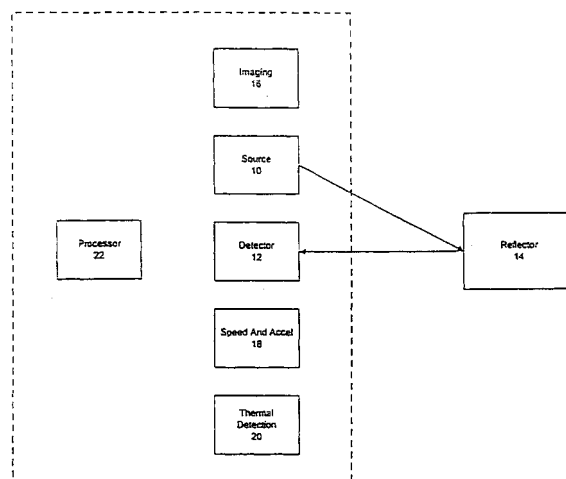 Imaging
16
Source
10
Processor
22
Detector
12
Reflector
14
Speed And Accel
18
Thermal
Detection
20